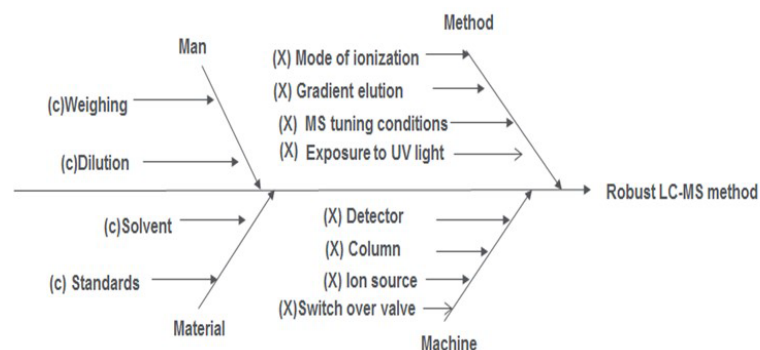 Method
Man
(X) Mode of ionization
(X) Gradient elution
(c)Weighing
(X) MS tuning conditions
(X) Exposure to UV light
(c)Dilution
Robust LC-MS method
(c)Solvent
(X) Detector
(X) Column
(c) Standards
(X) Ion source
(X)Switch over valve
Material
Machine